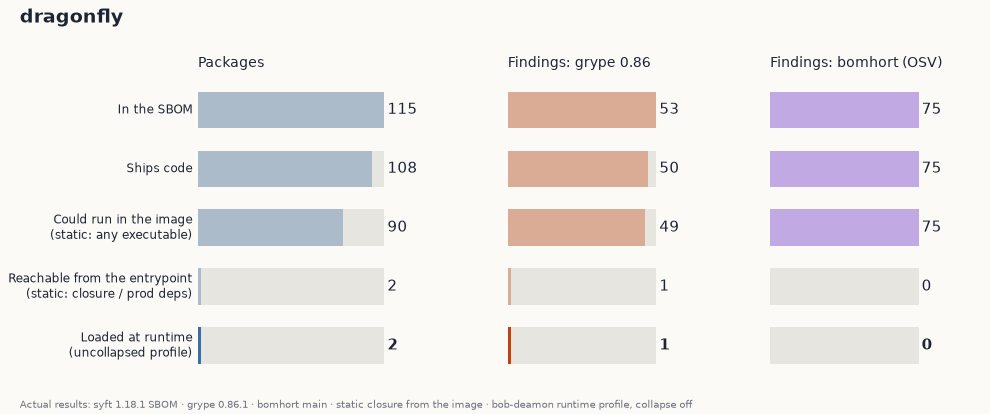 dragonfly
Packages
Findings: grype 0.86
Findings: bomhort (OSV)
In the SBOM
115
53
75
Ships code
108
50
75
Could run in the image
(static: any executable)
90
49
75
Reachable from the entrypoint
(static: closure / prod deps)
2
1
0
Loaded at runtime
(uncollapsed profile)
2
1
0
Actual results: syft 1.18.1 SBOM · grype 0.86.1 · bomhort main · static closure from the image · bob-deamon runtime profile, collapse off